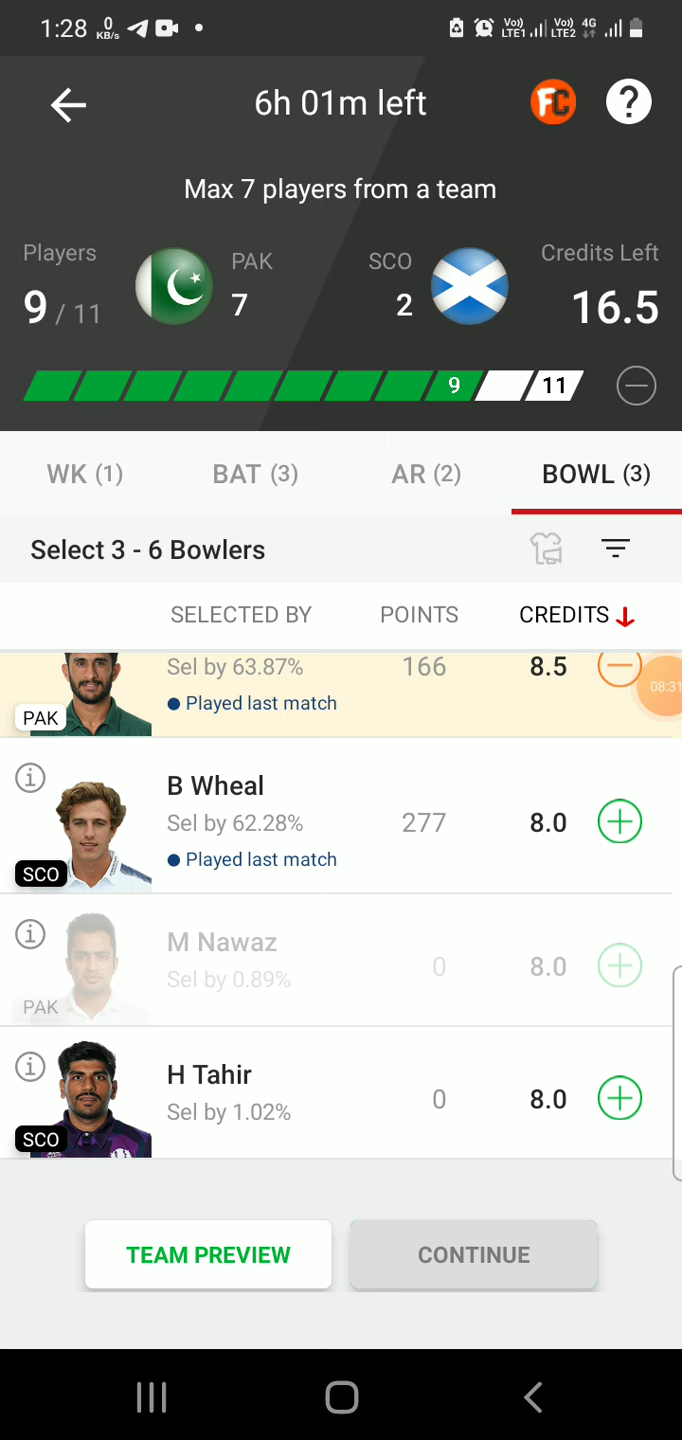 1:28 0 KB/s Vo) LTE1 Vo) LTE2 4G
6h 01m left FC ?
Max 7 players from a team
Players PAK SCO Credits Left
9 / 11 7 2 16.5
9 11
WK (1) BAT (3) AR (2) BOWL (3)
Select 3 - 6 Bowlers
SELECTED BY POINTS CREDITS
Sel by 63.87% 166 8.5
08:31
PAK Played last match
B Wheal
Sel by 62.28% 277 8.0
Played last match
SCO
M Nawaz
Sel by 0.89% 0 8.0
PAK
H Tahir
Sel by 1.02% 0 8.0
SCO
TEAM PREVIEW CONTINUE